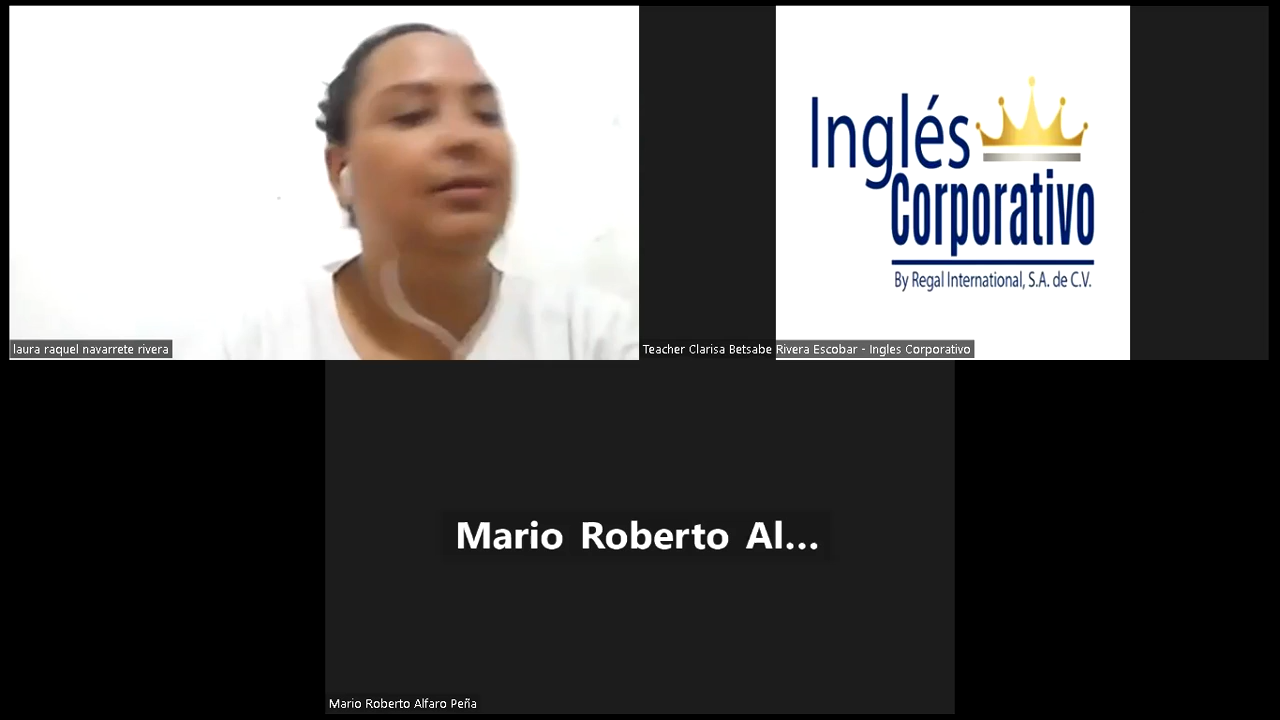 Inglés
Corporativo
By Regal International, S.A. de C.V.
laura raquel navarrete rivera
Teacher Clarisa Betsabe Rivera Escobar - Ingles Corporativo
Mario Roberto Al...
Mario Roberto Alfaro Peña